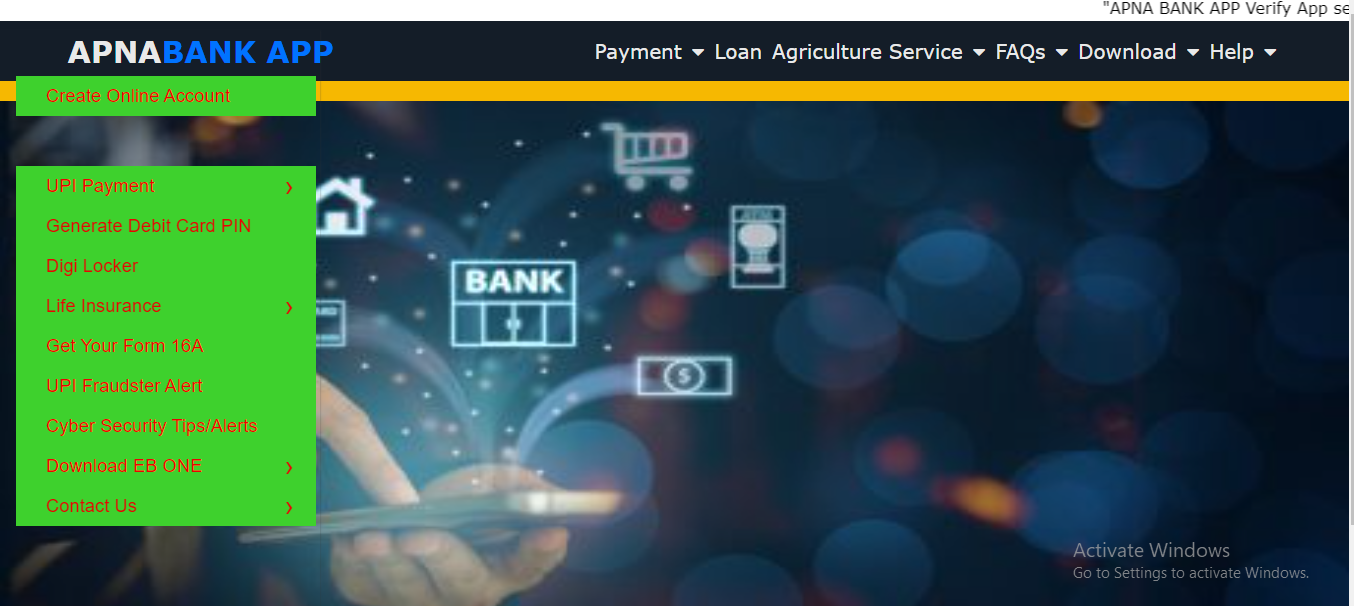 "APNA BANK APP Verify App se
APNABANK APP
Payment Loan Agriculture Service FAQs Download Help
Create Online Account
UPI Payment
Generate Debit Card PIN
Digi Locker
Life Insurance
Get Your Form 16A
UPI Fraudster Alert
Cyber Security Tips/Alerts
Download EB ONE
Contact Us
BANK
ATM
$
Activate Windows
Go to Settings to activate Windows.